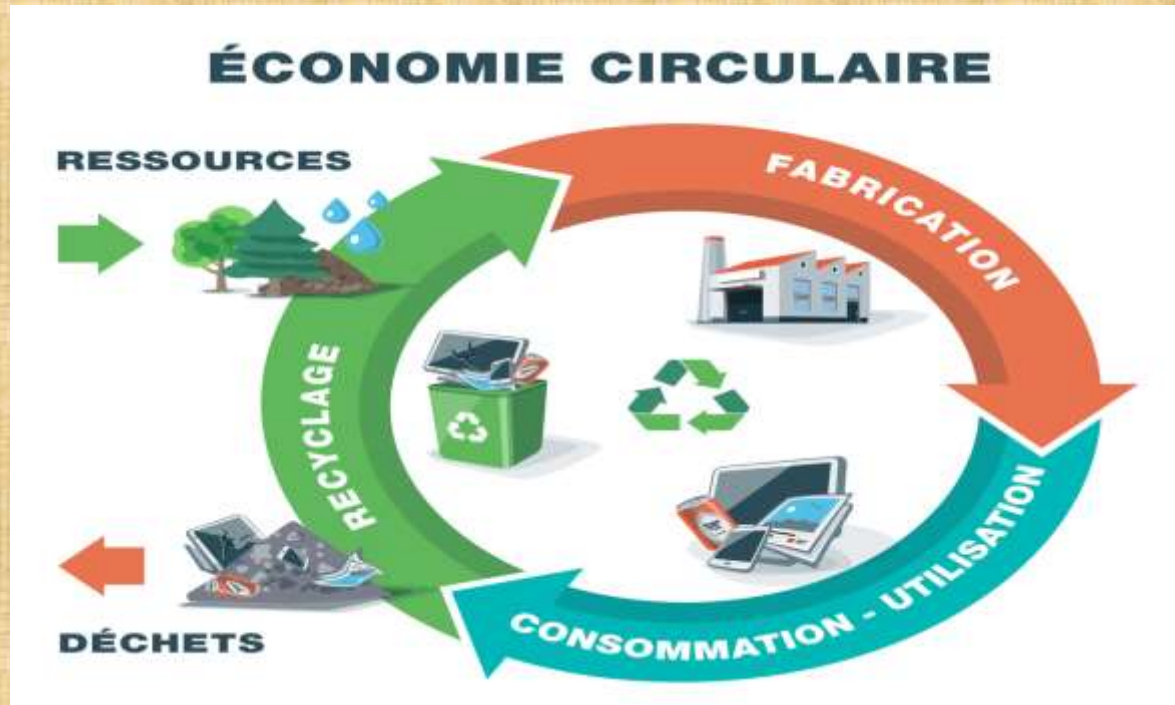 ÉCONOMIE CIRCULAIRE
RESSOURCES
FABRICATION
RECYCLAGE
CONSOMMATION - UTILISATION
DÉCHETS